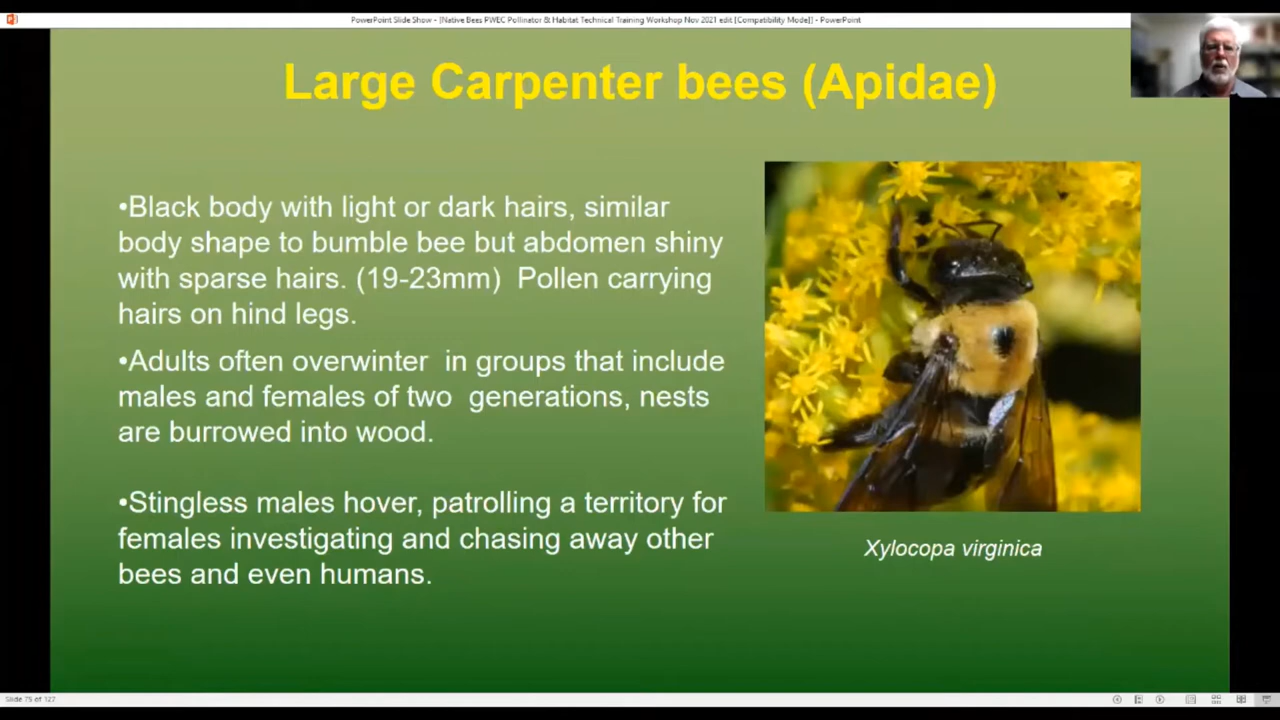 PowerPoint Slide Show - [Native Bees PWEC Pollinator & Habitat Technical Training Workshop Nov 2021 edit [Compatibility Mode]] - PowerPoint
Large Carpenter bees (Apidae)
•Black body with light or dark hairs, similar
body shape to bumble bee but abdomen shiny
with sparse hairs. (19-23mm)  Pollen carrying
hairs on hind legs.
•Adults often overwinter  in groups that include
males and females of two  generations, nests
are burrowed into wood.
•Stingless males hover, patrolling a territory for
females investigating and chasing away other
bees and even humans.
Xylocopa virginica
Slide 75 of 127